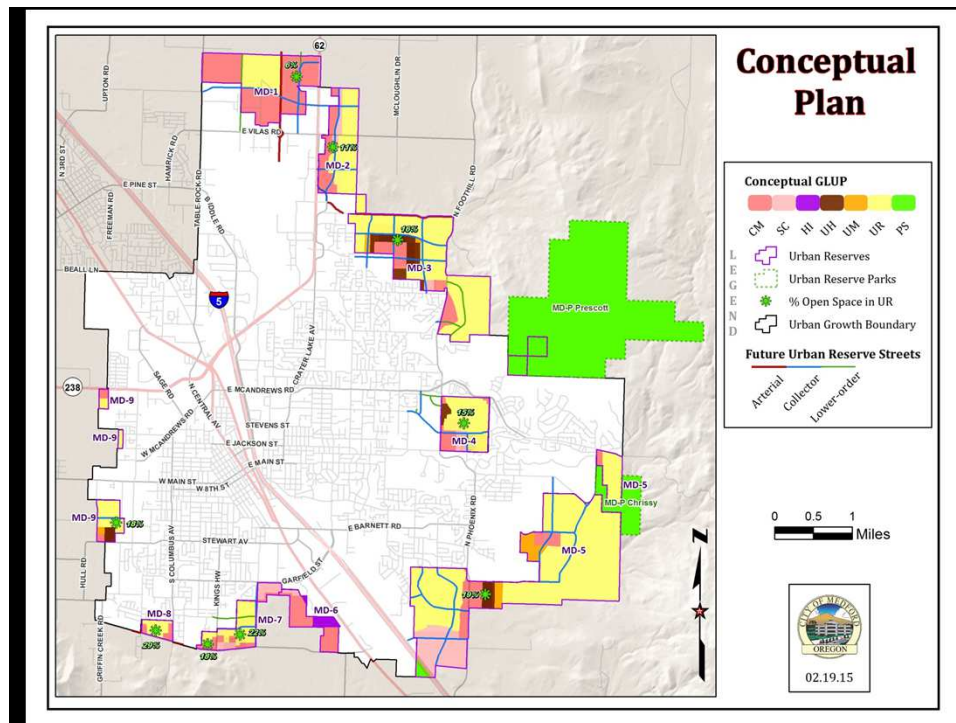 Conceptual
Plan
Conceptual GLUP
CM SC HI UH UM UR PS
LEGEND
Urban Reserves
Urban Reserve Parks
% Open Space in UR
Urban Growth Boundary
Future Urban Reserve Streets
Arterial Collector Lower-order
0 0.5 1
Miles
N
CITY OF MEDFORD
OREGON
02.19.15
62
UPTON RD
MCLOUGHLIN DR
MD-1
E VILAS RD
HAMRICK RD
N 3RD ST
11%
MD-2
E PINE ST
TABLE ROCK RD
FREEMAN RD
BIDDLE RD
N FOOTHILL RD
BEALL LN
MD-3
5
MD-P Prescott
CRATER LAKE AV
238
SAGE RD
N CENTRAL AV
E MCANDREWS RD
MD-9
W MCANDREWS RD
STEVENS ST
15%
MD-9
E JACKSON ST
MD-4
E MAIN ST
W MAIN ST
W 8TH ST
MD-5
MD-P Chrissy
MD-9
E BARNETT RD
N PHOENIX RD
STEWART AV
MD-5
HULL RD
S COLUMBUS AV
KINGS HW
GARFIELD ST
MD-8
MD-7
MD-6
GRIFFIN CREEK RD